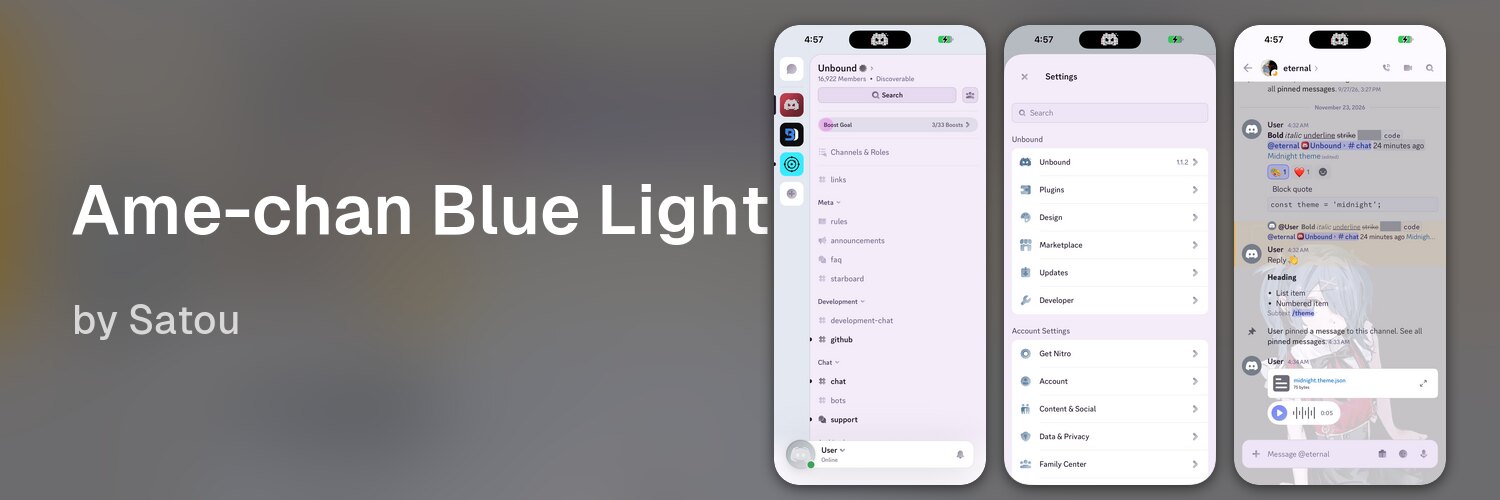 Ame-chan Blue Light
by Satou
4:57
Unbound
16,922 Members • Discoverable
Search
Boost Goal
3/33 Boosts
Channels & Roles
links
Meta
rules
announcements
faq
starboard
Development
development-chat
github
Chat
chat
bots
support
User
Online
4:57
Settings
Search
Unbound
Unbound 1.1.2
Plugins
Design
Marketplace
Updates
Developer
Account Settings
Get Nitro
Account
Content & Social
Data & Privacy
Family Center
4:57
eternal
all pinned messages. 9/27/26, 3:27 PM
November 23, 2026
User 4:32 AM
Bold italic underline strike code
@eternal Unbound › # chat 24 minutes ago
Midnight theme (edited)
1 1
Block quote
const theme = 'midnight';
@User Bold italic underline strike code
@eternal Unbound › # chat 24 minutes ago Midnigh...
User 4:32 AM
Reply
Heading
• List item
• Numbered item
Subtext /theme
User pinned a message to this channel. See all
pinned messages. 4:33 AM
User 4:34 AM
midnight.theme.json
75 bytes
0:05
Message @eternal